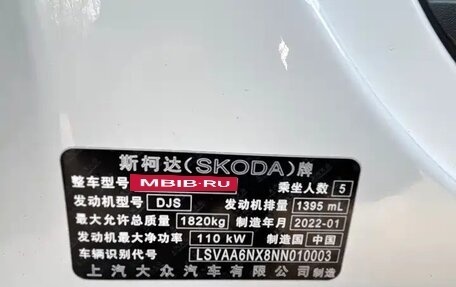 斯柯达(SKODA)牌
整车型号 MBIB·RU 乘坐人数 5
发动机型号 DJS 发动机排量 1395 mL
最大允许总质量 1820kg 制造年月 2022-01
发动机最大净功率 110 kW 制造国 中国
车辆识别代号 LSVAA6NX8NN010003
上汽大众汽车有限公司制造